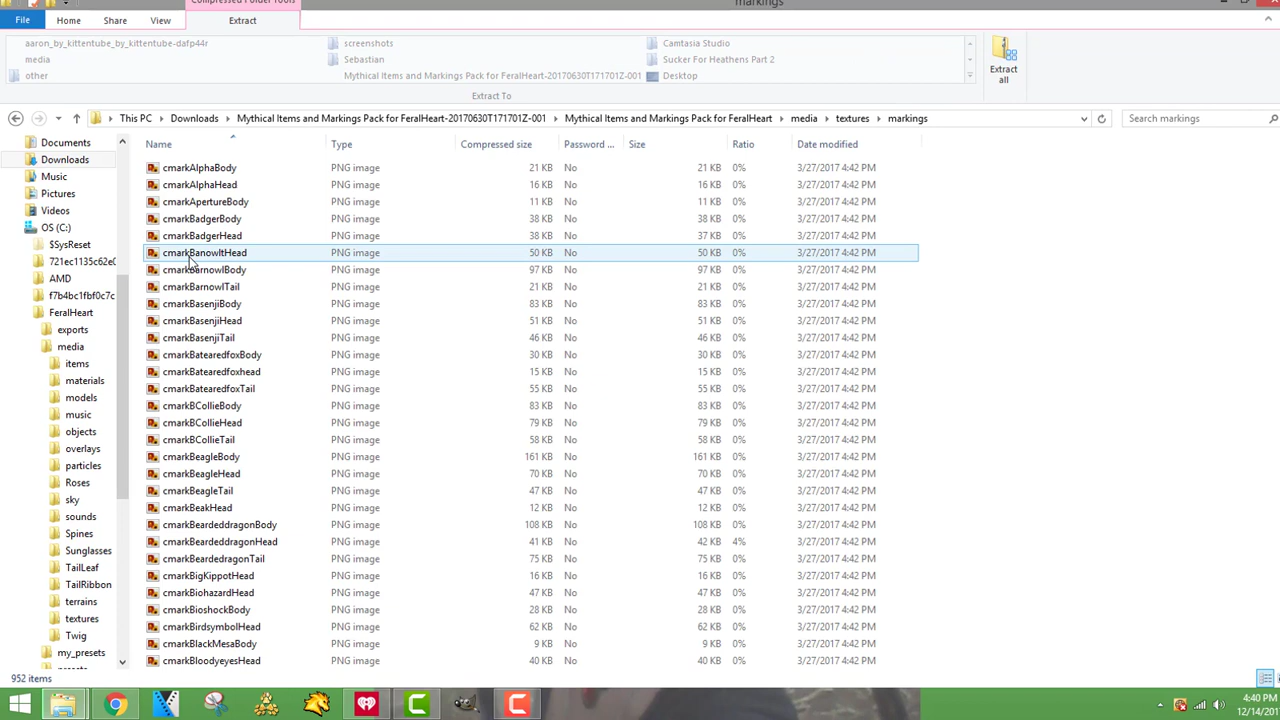 Compressed Folder Tools
markings
File Home Share View Extract
aaron_by_kittentube_by_kittentube-dafp44r screenshots Camtasia Studio
media Sebastian Sucker For Heathens Part 2
other Mythical Items and Markings Pack for FeralHeart-20170630T171701Z-001 Desktop
Extract all
Extract To
This PC Downloads Mythical Items and Markings Pack for FeralHeart-20170630T171701Z-001 Mythical Items and Markings Pack for FeralHeart media textures markings Search markings
Documents
Downloads
Music
Pictures
Videos
OS (C:)
$SysReset
721ec1135c62e0
AMD
f7b4bc1fbf0c7c
FeralHeart
exports
media
items
materials
models
music
objects
overlays
particles
Roses
sky
sounds
Spines
Sunglasses
TailLeaf
TailRibbon
terrains
textures
Twig
my_presets
Name Type Compressed size Password ... Size Ratio Date modified
cmarkAlphaBody PNG image 21 KB No 21 KB 0% 3/27/2017 4:42 PM
cmarkAlphaHead PNG image 16 KB No 16 KB 0% 3/27/2017 4:42 PM
cmarkApertureBody PNG image 11 KB No 11 KB 0% 3/27/2017 4:42 PM
cmarkBadgerBody PNG image 38 KB No 38 KB 0% 3/27/2017 4:42 PM
cmarkBadgerHead PNG image 38 KB No 37 KB 0% 3/27/2017 4:42 PM
cmarkBanowltHead PNG image 50 KB No 50 KB 0% 3/27/2017 4:42 PM
cmarkBarnowlBody PNG image 97 KB No 97 KB 0% 3/27/2017 4:42 PM
cmarkBarnowlTail PNG image 21 KB No 21 KB 0% 3/27/2017 4:42 PM
cmarkBasenjiBody PNG image 83 KB No 83 KB 0% 3/27/2017 4:42 PM
cmarkBasenjiHead PNG image 51 KB No 51 KB 0% 3/27/2017 4:42 PM
cmarkBasenjiTail PNG image 46 KB No 46 KB 0% 3/27/2017 4:42 PM
cmarkBatearedfoxBody PNG image 30 KB No 30 KB 0% 3/27/2017 4:42 PM
cmarkBatearedfoxhead PNG image 15 KB No 15 KB 0% 3/27/2017 4:42 PM
cmarkBatearedfoxTail PNG image 55 KB No 55 KB 0% 3/27/2017 4:42 PM
cmarkBCollieBody PNG image 83 KB No 83 KB 0% 3/27/2017 4:42 PM
cmarkBCollieHead PNG image 79 KB No 79 KB 0% 3/27/2017 4:42 PM
cmarkBCollieTail PNG image 58 KB No 58 KB 0% 3/27/2017 4:42 PM
cmarkBeagleBody PNG image 161 KB No 161 KB 0% 3/27/2017 4:42 PM
cmarkBeagleHead PNG image 70 KB No 70 KB 0% 3/27/2017 4:42 PM
cmarkBeagleTail PNG image 47 KB No 47 KB 0% 3/27/2017 4:42 PM
cmarkBeakHead PNG image 12 KB No 12 KB 0% 3/27/2017 4:42 PM
cmarkBeardeddragonBody PNG image 108 KB No 108 KB 0% 3/27/2017 4:42 PM
cmarkBeardeddragonHead PNG image 41 KB No 42 KB 4% 3/27/2017 4:42 PM
cmarkBeardedragonTail PNG image 75 KB No 75 KB 0% 3/27/2017 4:42 PM
cmarkBigKippotHead PNG image 16 KB No 16 KB 0% 3/27/2017 4:42 PM
cmarkBiohazardHead PNG image 47 KB No 47 KB 0% 3/27/2017 4:42 PM
cmarkBioshockBody PNG image 28 KB No 28 KB 0% 3/27/2017 4:42 PM
cmarkBirdsymbolHead PNG image 62 KB No 62 KB 0% 3/27/2017 4:42 PM
cmarkBlackMesaBody PNG image 9 KB No 9 KB 0% 3/27/2017 4:42 PM
cmarkBloodyeyesHead PNG image 40 KB No 40 KB 0% 3/27/2017 4:42 PM
952 items
4:40 PM